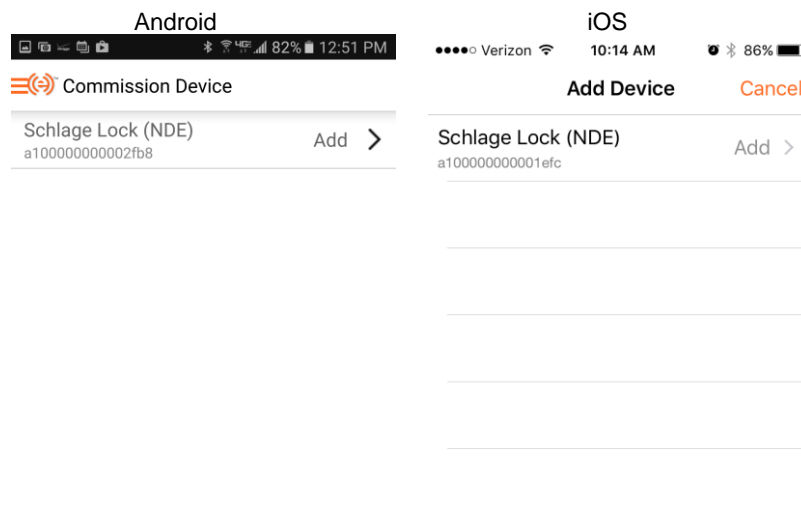 Android
82% 12:51 PM
Commission Device
Schlage Lock (NDE)
a100000000002fb8
Add
iOS
Verizon 10:14 AM 86%
Add Device Cancel
Schlage Lock (NDE)
a100000000001efc
Add